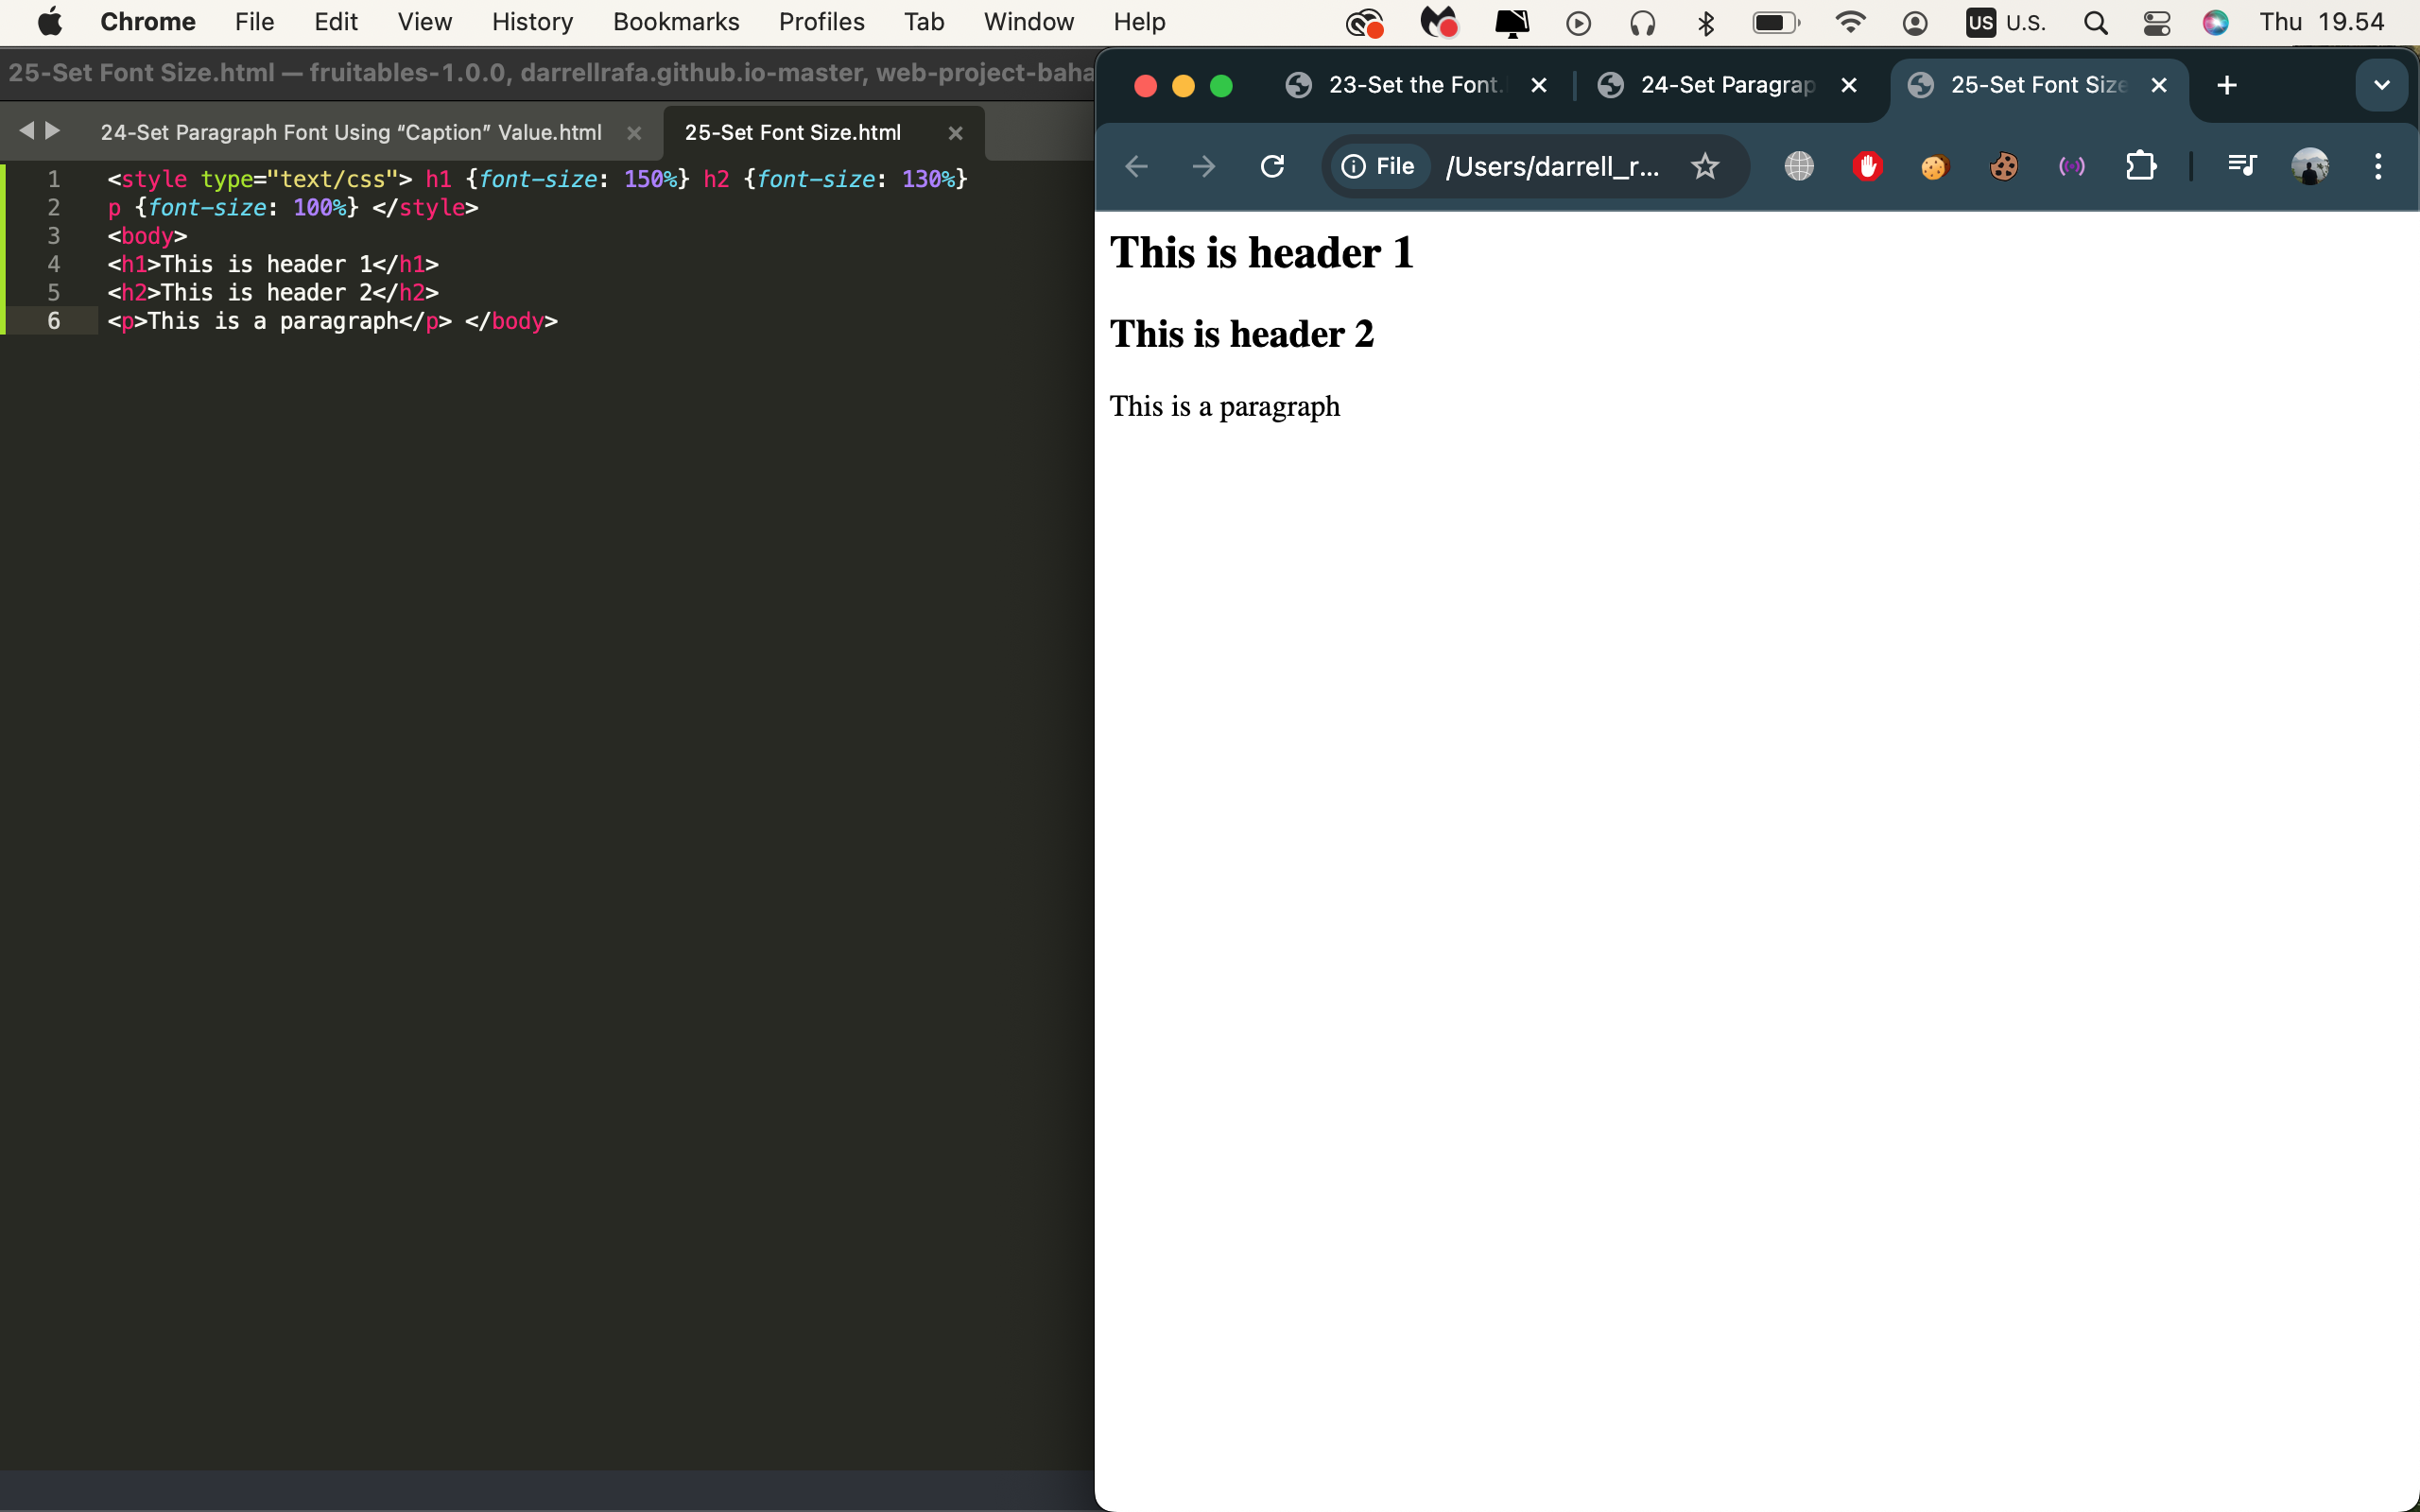 Chrome File Edit View History Bookmarks Profiles Tab Window Help US U.S. Thu 19.54
25-Set Font Size.html — fruitables-1.0.0, darrellrafa.github.io-master, web-project-baha
24-Set Paragraph Font Using “Caption” Value.html 25-Set Font Size.html
1 <style type="text/css"> h1 {font-size: 150%} h2 {font-size: 130%}
2 p {font-size: 100%} </style>
3 <body>
4 <h1>This is header 1</h1>
5 <h2>This is header 2</h2>
6 <p>This is a paragraph</p> </body>
23-Set the Font. 24-Set Paragrap 25-Set Font Size
File /Users/darrell_r...
This is header 1
This is header 2
This is a paragraph